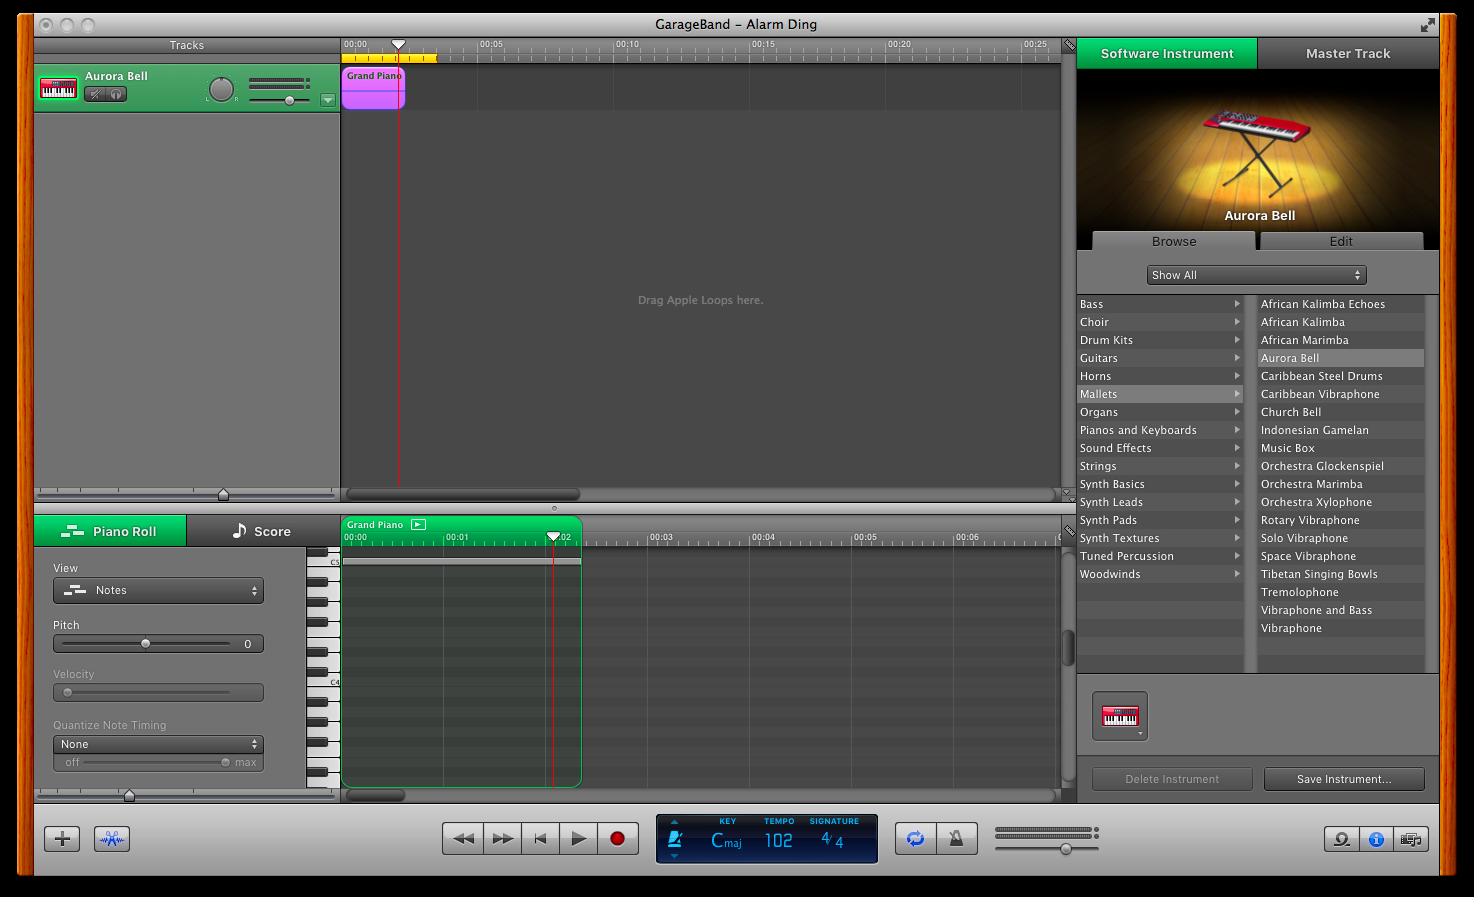 GarageBand – Alarm Ding
Tracks
00:00
00:05
00:10
00:15
00:20
00:25
Aurora Bell
L
R
Grand Piano
Drag Apple Loops here.
Software Instrument
Master Track
Aurora Bell
Browse
Edit
Show All
Bass
Choir
Drum Kits
Guitars
Horns
Mallets
Organs
Pianos and Keyboards
Sound Effects
Strings
Synth Basics
Synth Leads
Synth Pads
Synth Textures
Tuned Percussion
Woodwinds
African Kalimba Echoes
African Kalimba
African Marimba
Aurora Bell
Caribbean Steel Drums
Caribbean Vibraphone
Church Bell
Indonesian Gamelan
Music Box
Orchestra Glockenspiel
Orchestra Marimba
Orchestra Xylophone
Rotary Vibraphone
Solo Vibraphone
Space Vibraphone
Tibetan Singing Bowls
Tremolophone
Vibraphone and Bass
Vibraphone
Delete Instrument
Save Instrument...
Piano Roll
Score
View
Notes
Pitch
0
Velocity
Quantize Note Timing
None
off
max
Grand Piano
00:00
00:01
:02
00:03
00:04
00:05
00:06
C5
C4
KEY
TEMPO
SIGNATURE
Cmaj
102
4/4